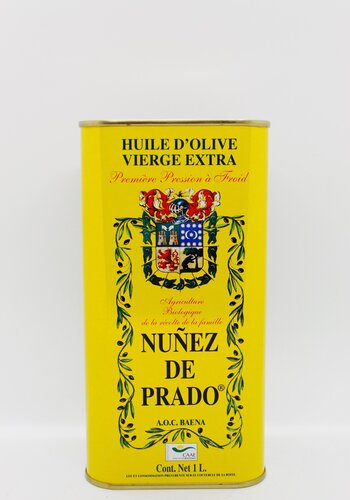 HUILE D'OLIVE
VIERGE EXTRA
Première Pression à Froid
Agriculture
Biologique
de la récolte de la famille
NUÑEZ
DE
PRADO®
A.O.C. BAENA
CAAE
Cont. Net 1 L.